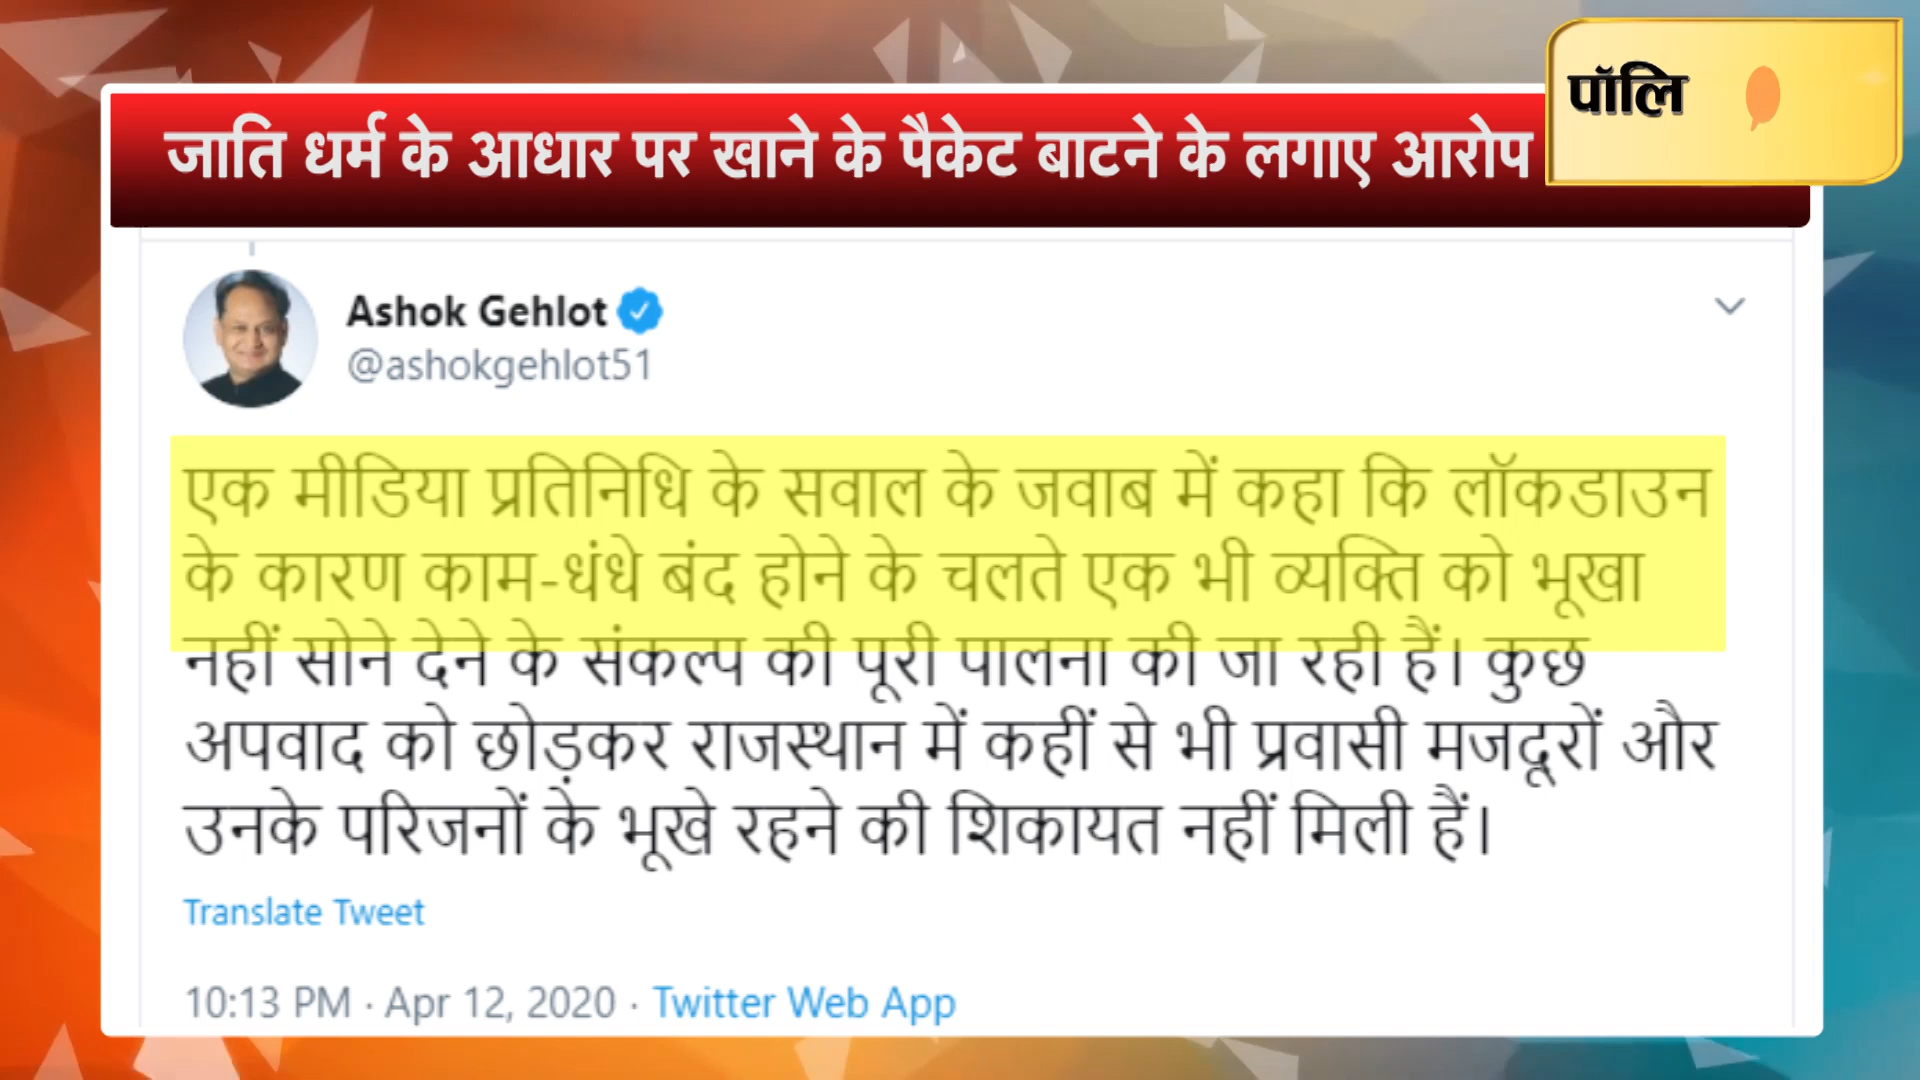 जाति धर्म के आधार पर खाने के पैकेट बाटने के लगाए आरोप
पॉलि
Ashok Gehlot
@ashokgehlot51
एक मीडिया प्रतिनिधि के सवाल के जवाब में कहा कि लॉकडाउन
के कारण काम-धंधे बंद होने के चलते एक भी व्यक्ति को भूखा
नहीं सोने देने के संकल्प की पूरी पालना की जा रही हैं। कुछ
अपवाद को छोड़कर राजस्थान में कहीं से भी प्रवासी मजदूरों और
उनके परिजनों के भूखे रहने की शिकायत नहीं मिली हैं।
Translate Tweet
10:13 PM · Apr 12, 2020 · Twitter Web App